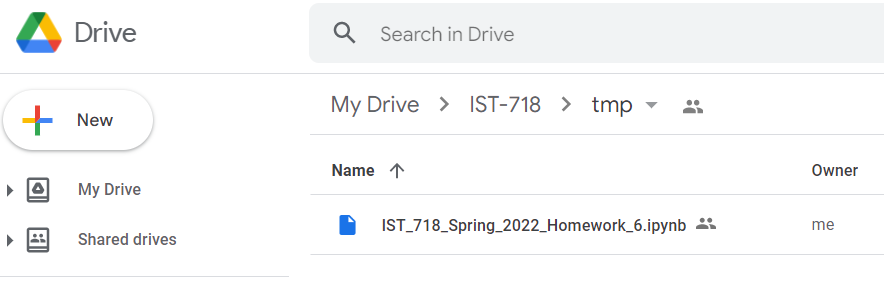 Drive
Search in Drive
New
My Drive > IST-718 > tmp
Name
Owner
My Drive
IST_718_Spring_2022_Homework_6.ipynb
me
Shared drives